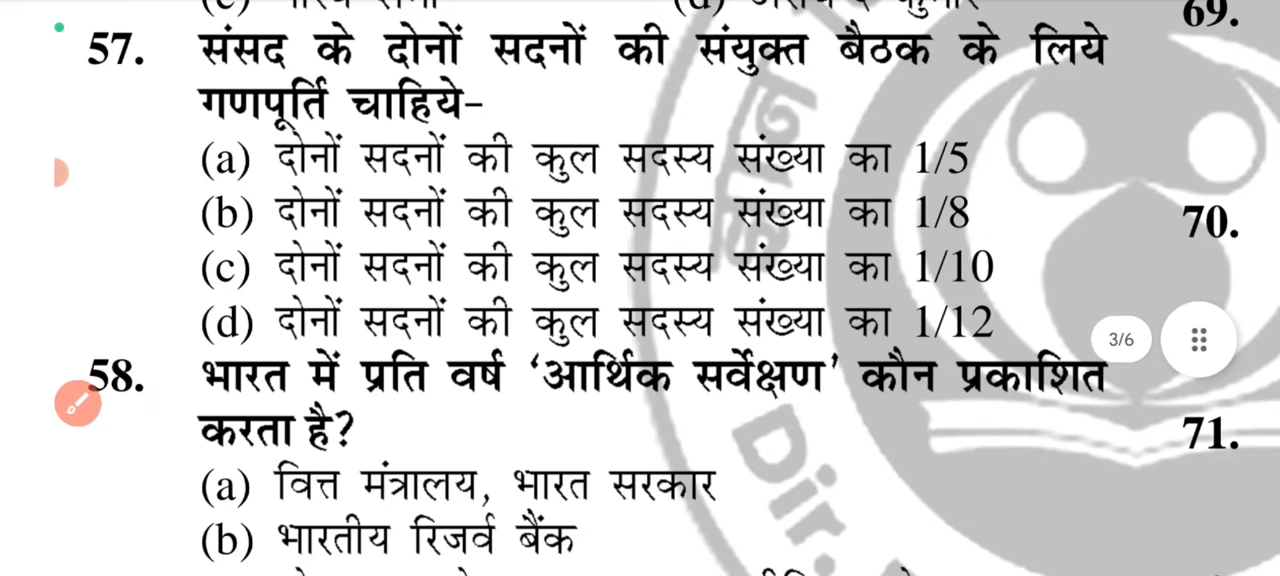 69.
57. संसद के दोनों सदनों की संयुक्त बैठक के लिये
गणपूर्ति चाहिये-
(a) दोनों सदनों की कुल सदस्य संख्या का 1/5
(b) दोनों सदनों की कुल सदस्य संख्या का 1/8
(c) दोनों सदनों की कुल सदस्य संख्या का 1/10
(d) दोनों सदनों की कुल सदस्य संख्या का 1/12
70.
3/6
58. भारत में प्रति वर्ष ‘आर्थिक सर्वेक्षण’ कौन प्रकाशित
करता है?
71.
(a) वित्त मंत्रालय, भारत सरकार
(b) भारतीय रिजर्व बैंक
Dir.